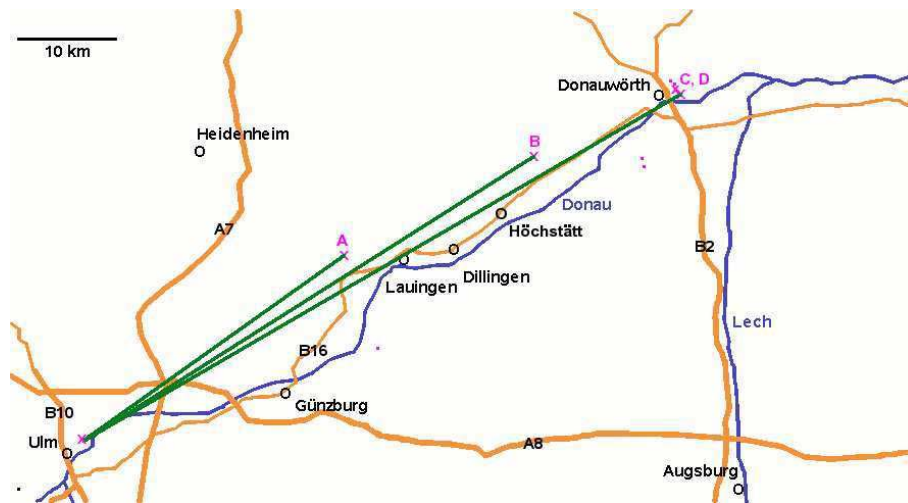 10 km
Donauwörth
C, D
Heidenheim
B
Donau
A7
Höchstätt
A
B2
Dillingen
Lauingen
Lech
B16
Günzburg
B10
Ulm
A8
Augsburg